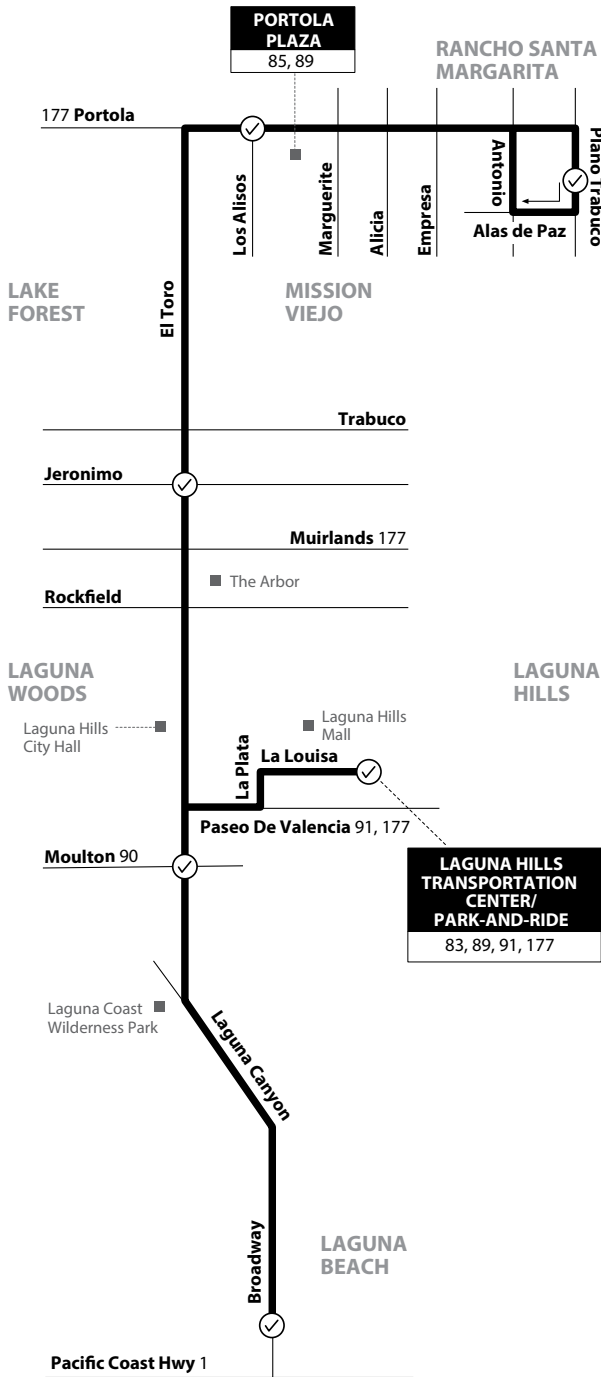 PORTOLA
PLAZA
85, 89
RANCHO SANTA
MARGARITA
177 Portola
Los Alisos
Marguerite
Alicia
Empresa
Antonio
Plano Trabuco
Alas de Paz
LAKE
FOREST
El Toro
MISSION
VIEJO
Trabuco
Jeronimo
Muirlands 177
The Arbor
Rockfield
LAGUNA
WOODS
LAGUNA
HILLS
Laguna Hills
City Hall
La Plata
Laguna Hills
Mall
La Louisa
Paseo De Valencia 91, 177
Moulton 90
LAGUNA HILLS
TRANSPORTATION
CENTER/
PARK-AND-RIDE
83, 89, 91, 177
Laguna Coast
Wilderness Park
Laguna Canyon
Broadway
LAGUNA
BEACH
Pacific Coast Hwy 1